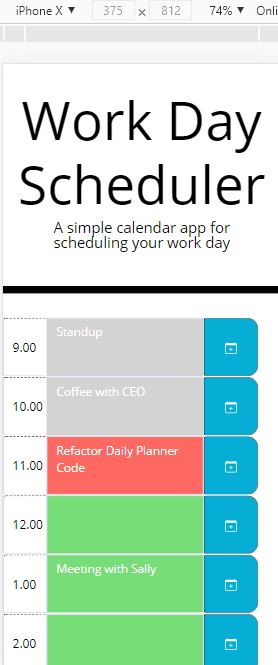 iPhone X ▼ 375 × 812 74% ▼ Onli
Work Day
Scheduler
A simple calendar app for
scheduling your work day
9.00 Standup
10.00 Coffee with CEO
11.00 Refactor Daily Planner
Code
12.00
1.00 Meeting with Sally
2.00